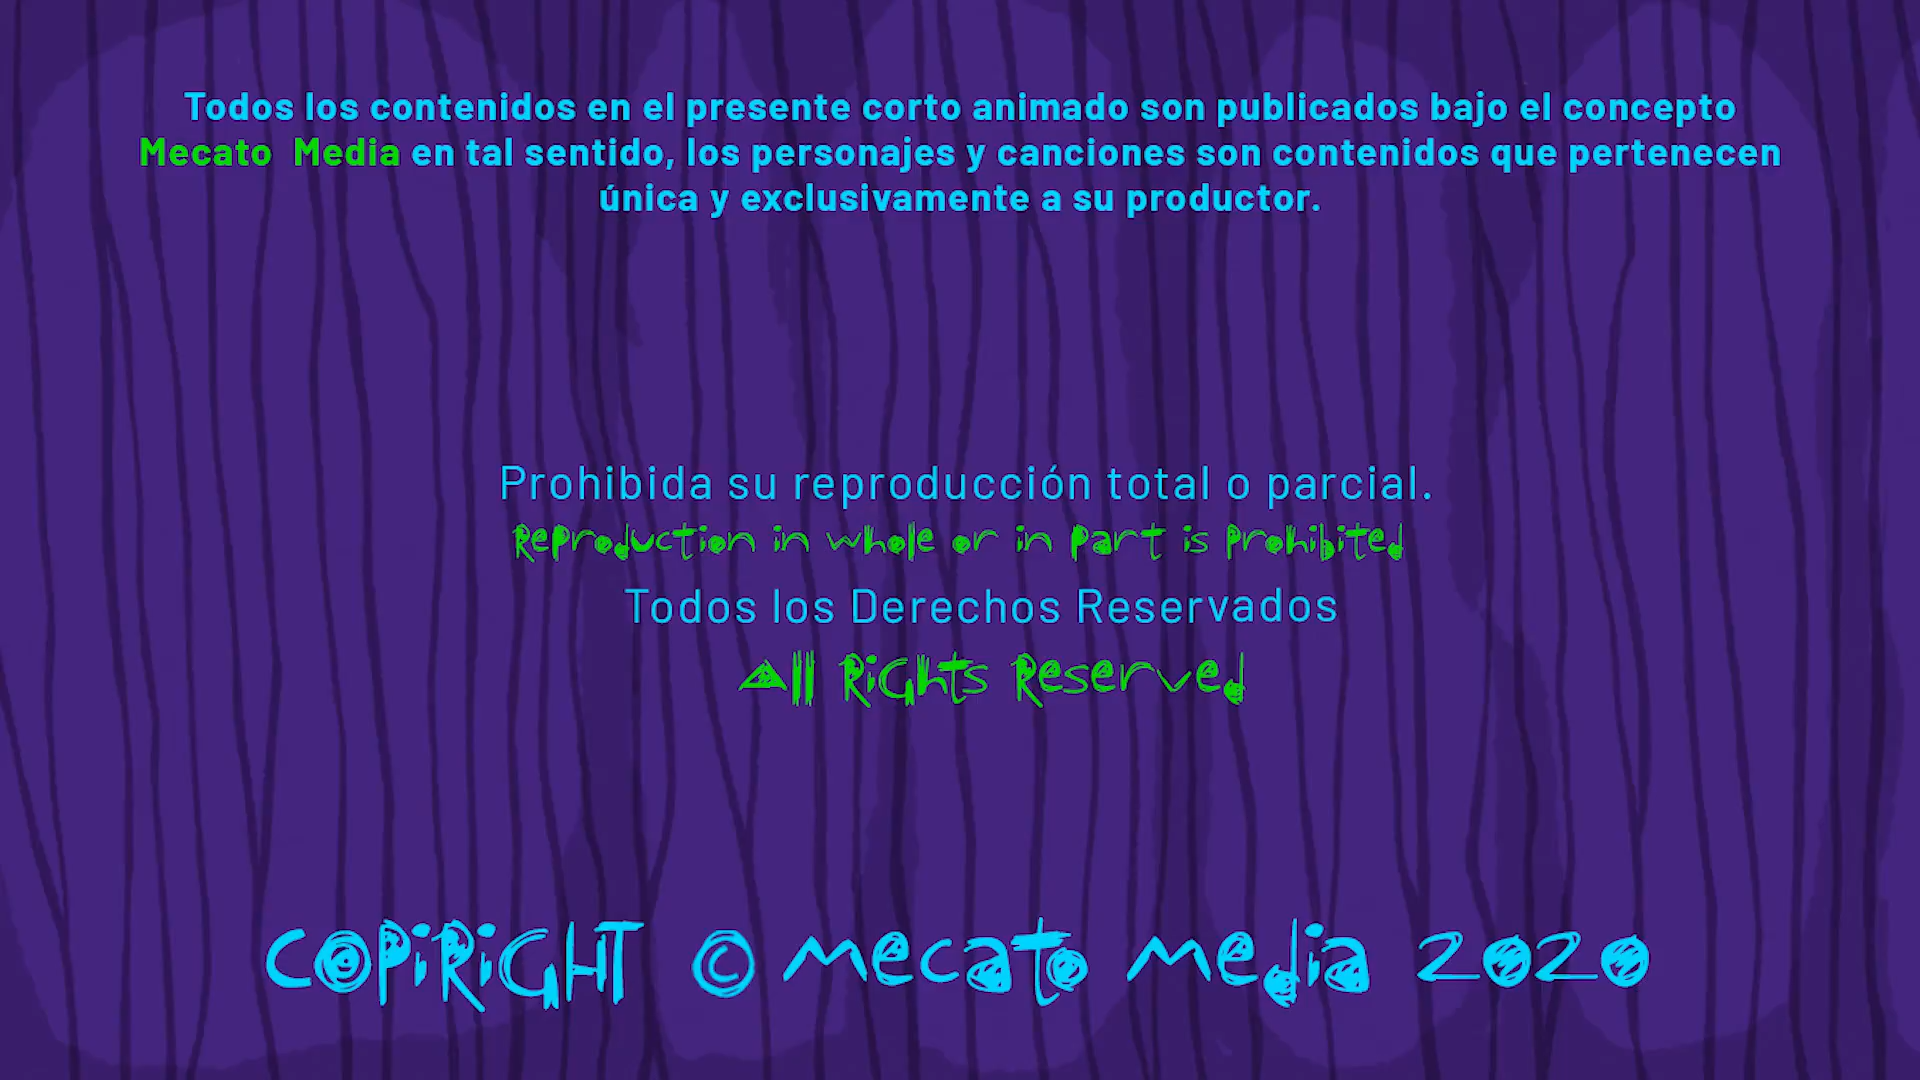 Todos los contenidos en el presente corto animado son publicados bajo el concepto
Mecato Media en tal sentido, los personajes y canciones son contenidos que pertenecen
única y exclusivamente a su productor.
Prohibida su reproducción total o parcial.
Reproduction in whole or in Part is Prohibited
Todos los Derechos Reservados
All Rights Reserved
COPiRiGHT © Mecato Media 2020